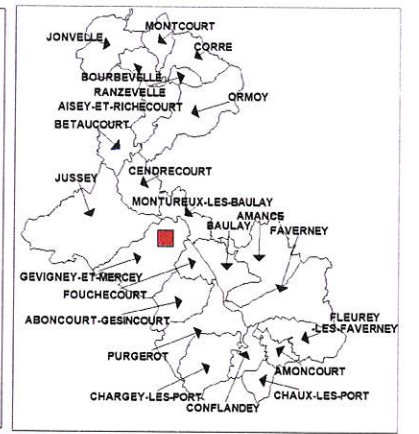 MONTCOURT
JONVELLE
CORRE
BOURBEVELLE
RANZEVELLE
AISEY-ET-RICHECOURT
ORMOY
BETAUCOURT
CENDRECOURT
JUSSEY
MONTUREUX-LES-BAULAY
AMANCE
BAULAY
FAVERNEY
GEVIGNEY-ET-MERCEY
FOUCHECOURT
ABONCOURT-GESINCOURT
FLEUREY
LES-FAVERNEY
PURGEROT
AMONCOURT
CHARGEY-LES-PORT
CHAUX-LES-PORT
CONFLANDEY